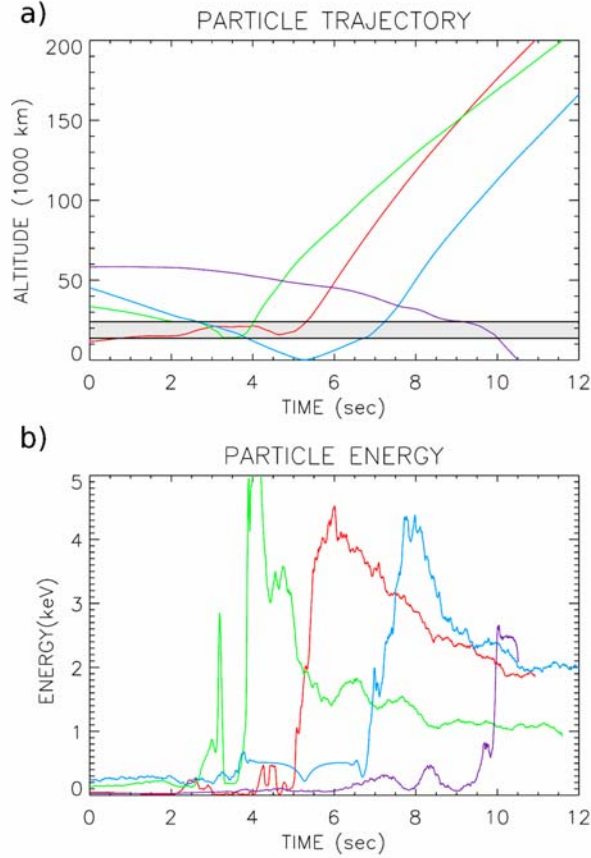 a)
PARTICLE TRAJECTORY
200
150
100
50
0
ALTITUDE (1000 km)
0 2 4 6 8 10 12
TIME (sec)
b)
PARTICLE ENERGY
5
4
3
2
1
0
ENERGY(keV)
0 2 4 6 8 10 12
TIME (sec)